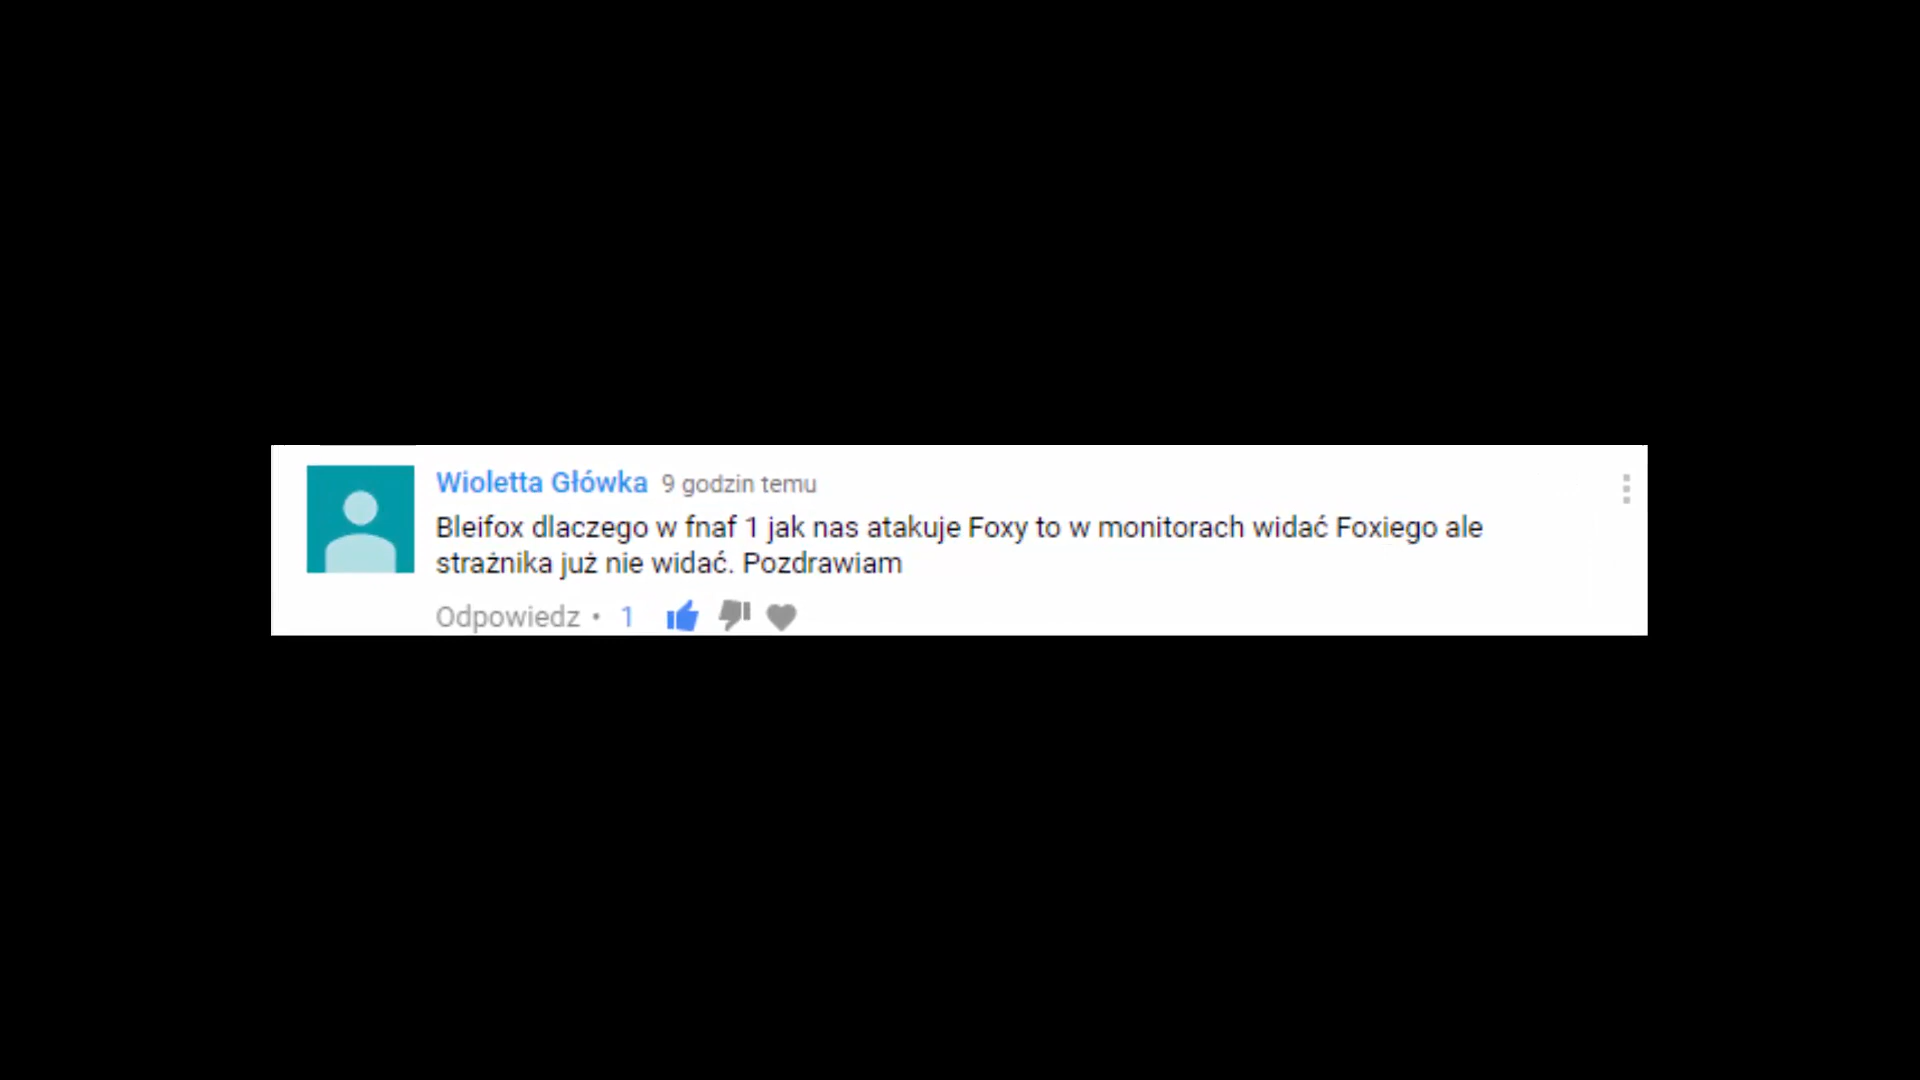 Wioletta Główka 9 godzin temu
Bleifox dlaczego w fnaf 1 jak nas atakuje Foxy to w monitorach widać Foxiego ale
strażnika już nie widać. Pozdrawiam
Odpowiedz • 1